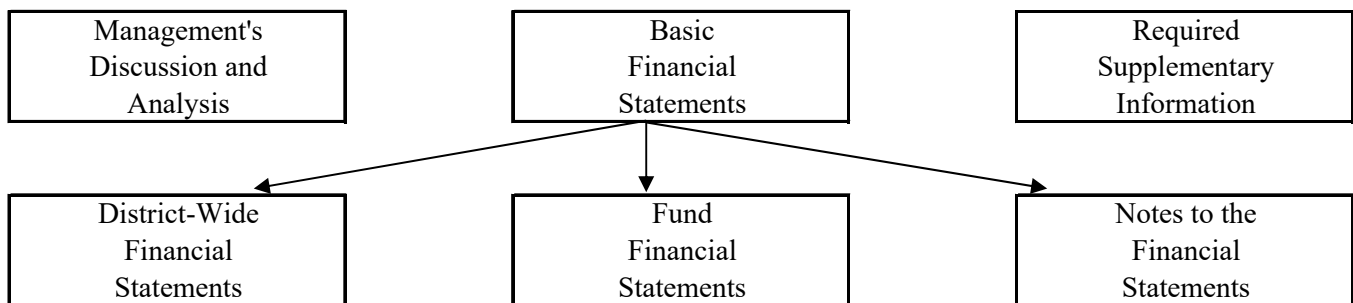 Management's
Discussion and
Analysis
Basic
Financial
Statements
Required
Supplementary
Information
District-Wide
Financial
Statements
Fund
Financial
Statements
Notes to the
Financial
Statements